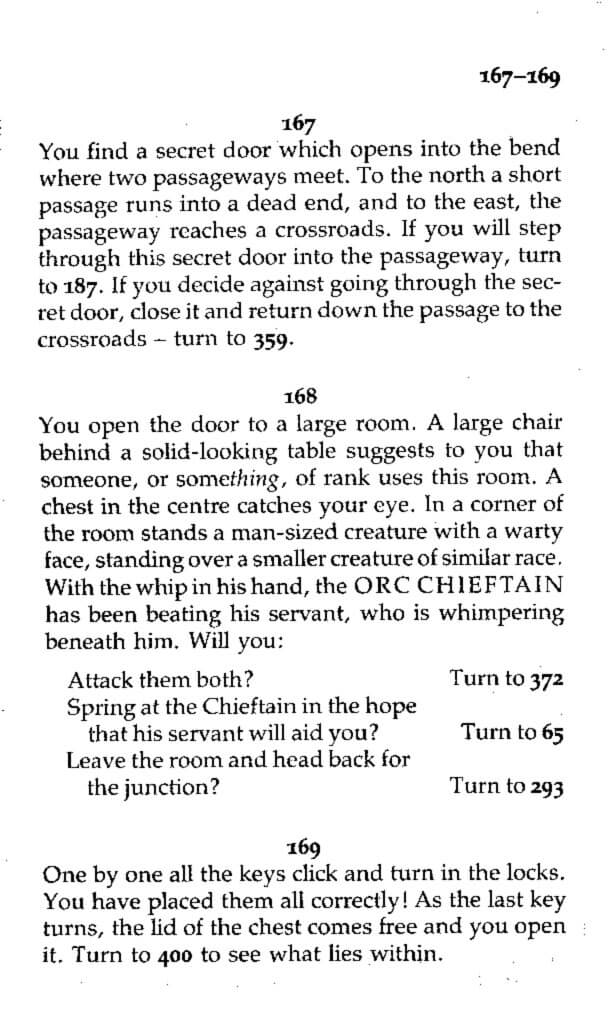 167–169
167
You find a secret door which opens into the bend
where two passageways meet. To the north a short
passage runs into a dead end, and to the east, the
passageway reaches a crossroads. If you will step
through this secret door into the passageway, turn
to 187. If you decide against going through the sec-
ret door, close it and return down the passage to the
crossroads – turn to 359.
168
You open the door to a large room. A large chair
behind a solid-looking table suggests to you that
someone, or something, of rank uses this room. A
chest in the centre catches your eye. In a corner of
the room stands a man-sized creature with a warty
face, standing over a smaller creature of similar race.
With the whip in his hand, the ORC CHIEFTAIN
has been beating his servant, who is whimpering
beneath him. Will you:
Attack them both? Turn to 372
Spring at the Chieftain in the hope
that his servant will aid you? Turn to 65
Leave the room and head back for
the junction? Turn to 293
169
One by one all the keys click and turn in the locks.
You have placed them all correctly! As the last key
turns, the lid of the chest comes free and you open
it. Turn to 400 to see what lies within.